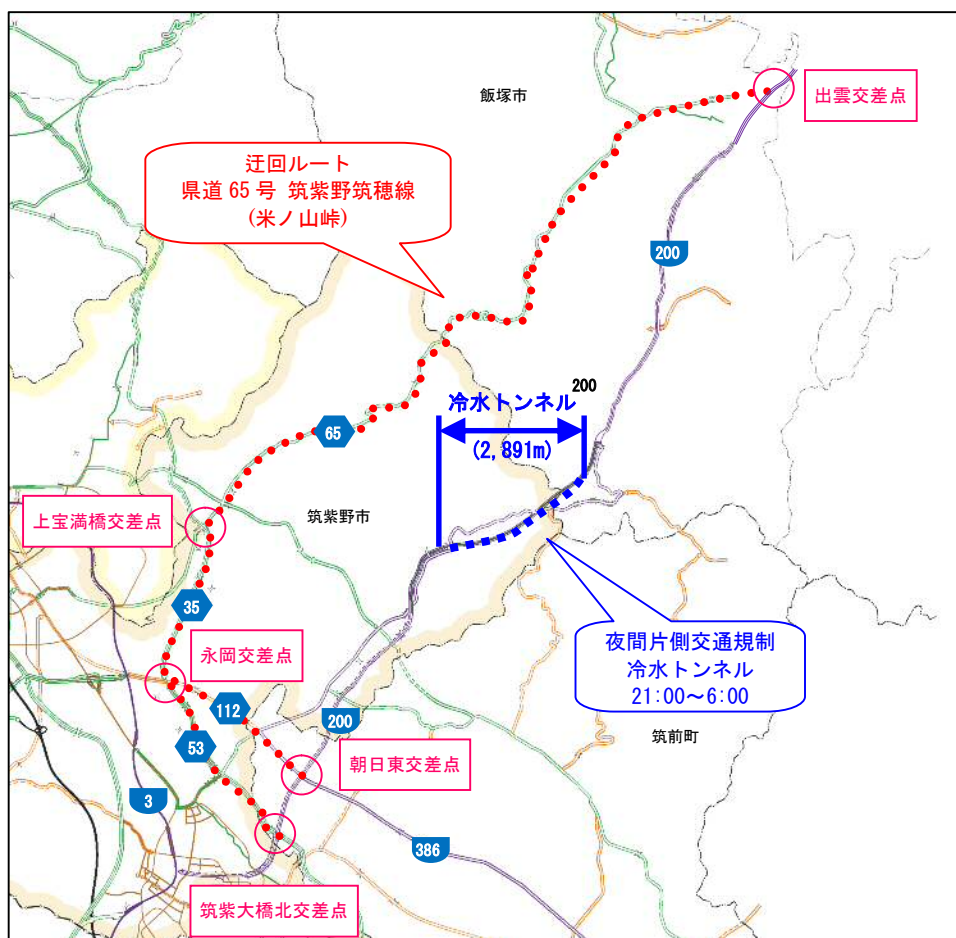 飯塚市
出雲交差点
迂回ルート
県道 65 号 筑紫野筑穂線
(米ノ山峠)
200
200
冷水トンネル
(2,891m)
65
上宝満橋交差点
筑紫野市
35
夜間片側交通規制
冷水トンネル
21:00～6:00
永岡交差点
112
200
筑前町
53
朝日東交差点
3
386
筑紫大橋北交差点